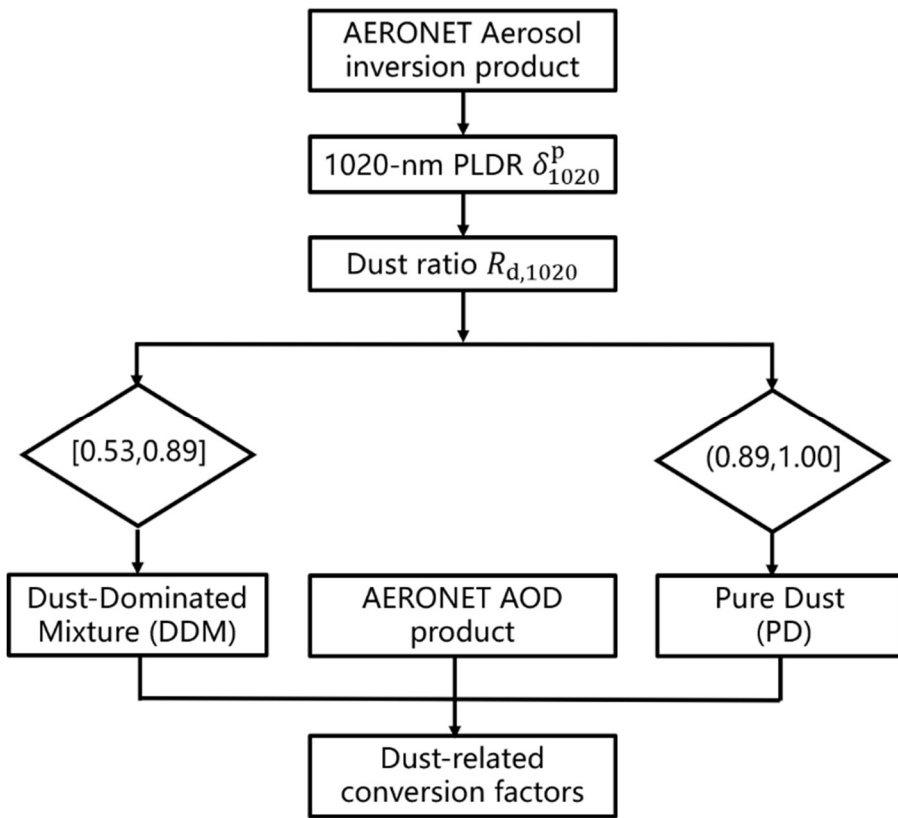 AERONET Aerosol
inversion product
1020-nm PLDR δ^p_1020
Dust ratio R_d,1020
[0.53,0.89]
(0.89,1.00]
Dust-Dominated
Mixture (DDM)
AERONET AOD
product
Pure Dust
(PD)
Dust-related
conversion factors